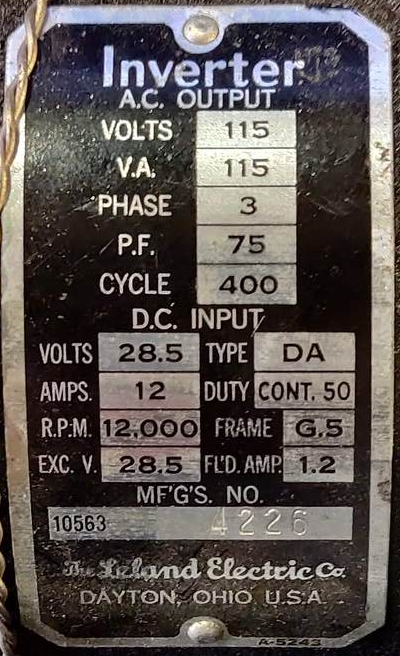 Inverter
A.C. OUTPUT
VOLTS 115
V.A. 115
PHASE 3
P.F. 75
CYCLE 400
D.C. INPUT
VOLTS 28.5 TYPE DA
AMPS. 12 DUTY CONT. 50
R.P.M. 12,000 FRAME G.5
EXC. V. 28.5 FL'D. AMP. 1.2
MF'G'S. NO.
10563 4226
The Leland Electric Co.
DAYTON, OHIO U.S.A.
A-5243